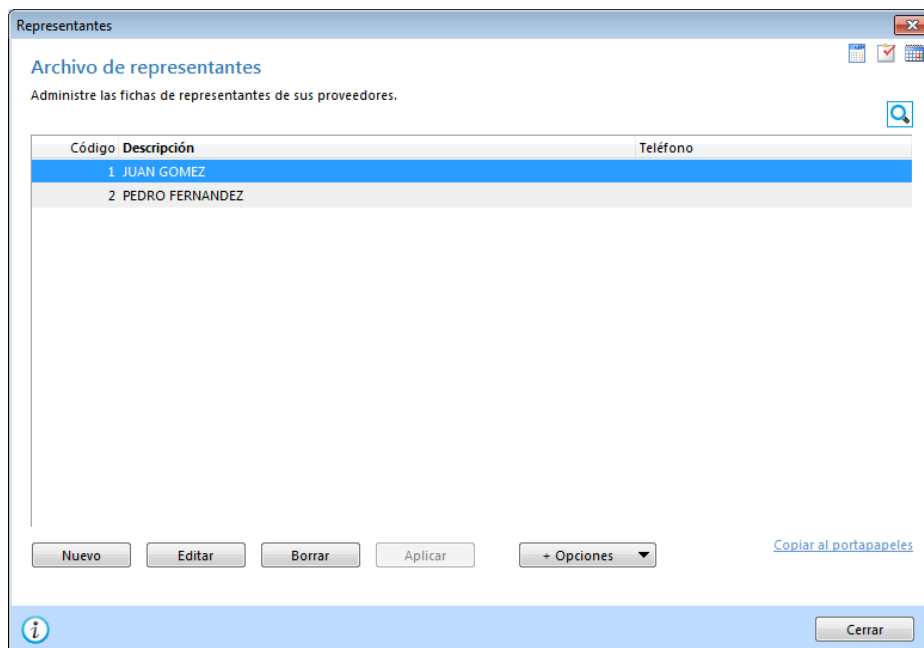 Representantes
Archivo de representantes
Administre las fichas de representantes de sus proveedores.
Código Descripción Teléfono
1 JUAN GOMEZ
2 PEDRO FERNANDEZ
Nuevo Editar Borrar Aplicar + Opciones Copiar al portapapeles
Cerrar